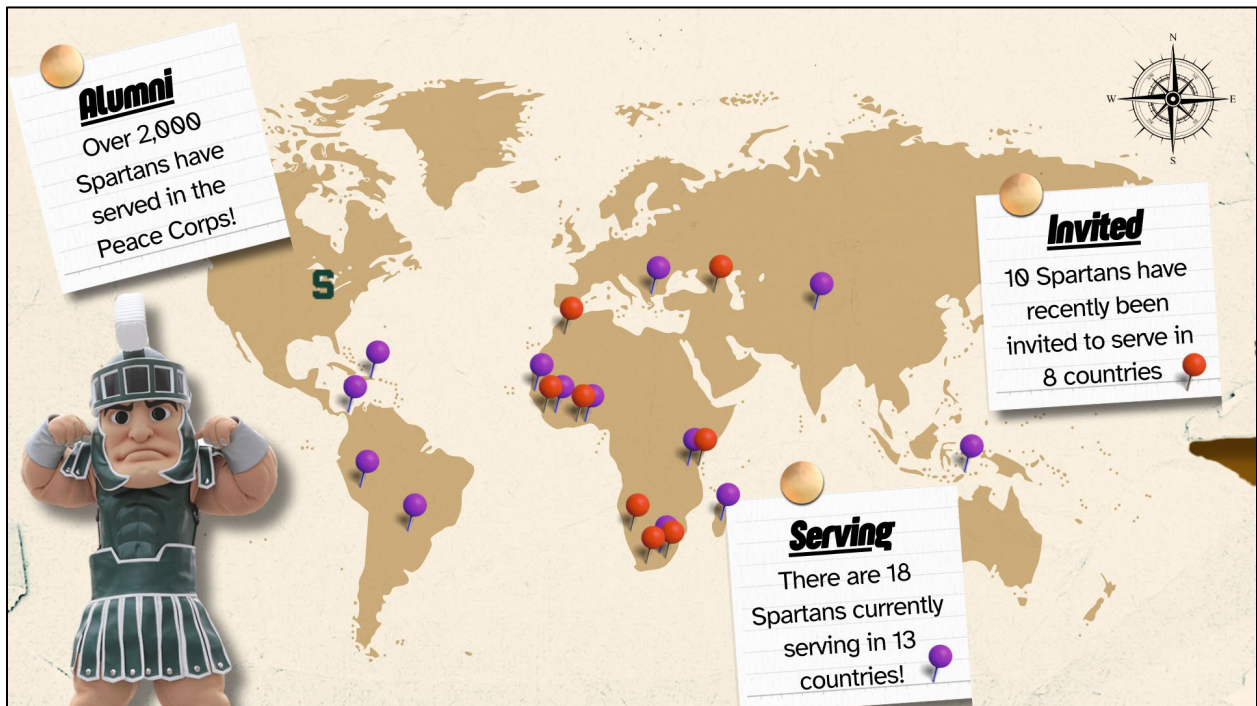 Alumni
Over 2,000
Spartans have
served in the
Peace Corps!
N
W
E
S
S
Invited
10 Spartans have
recently been
invited to serve in
8 countries
Serving
There are 18
Spartans currently
serving in 13
countries!